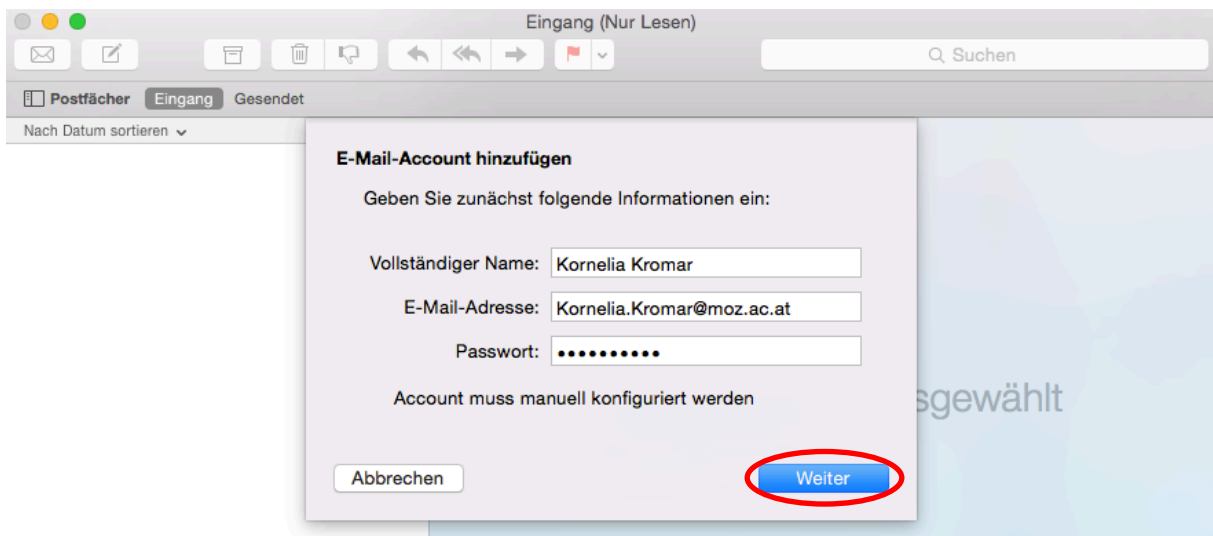 Eingang (Nur Lesen)
Suchen
Postfächer Eingang Gesendet
Nach Datum sortieren
E-Mail-Account hinzufügen
Geben Sie zunächst folgende Informationen ein:
Vollständiger Name: Kornelia Kromar
E-Mail-Adresse: Kornelia.Kromar@moz.ac.at
Passwort: ••••••••••
Account muss manuell konfiguriert werden
sgewählt
Abbrechen Weiter